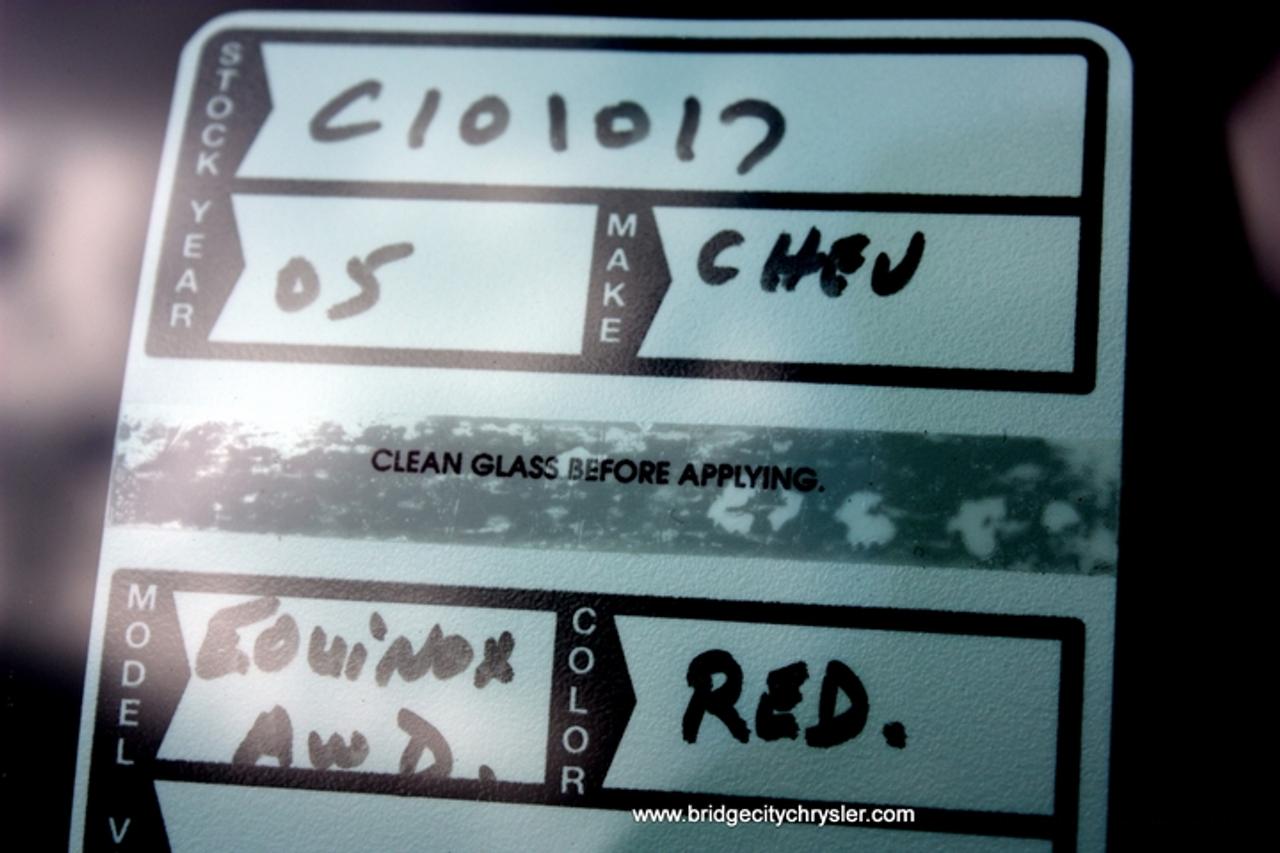 STOCK C101017
YEAR 05 MAKE CHEV
CLEAN GLASS BEFORE APPLYING.
MODEL EQUINOX AWD. COLOR RED.
V
www.bridgecitychrysler.com